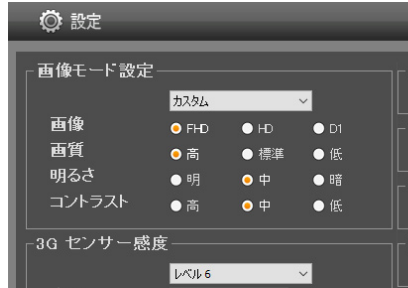 設定
画像モード設定
カスタム
画像 FHD HD D1
画質 高 標準 低
明るさ 明 中 暗
コントラスト 高 中 低
3G センサー感度
レベル 6